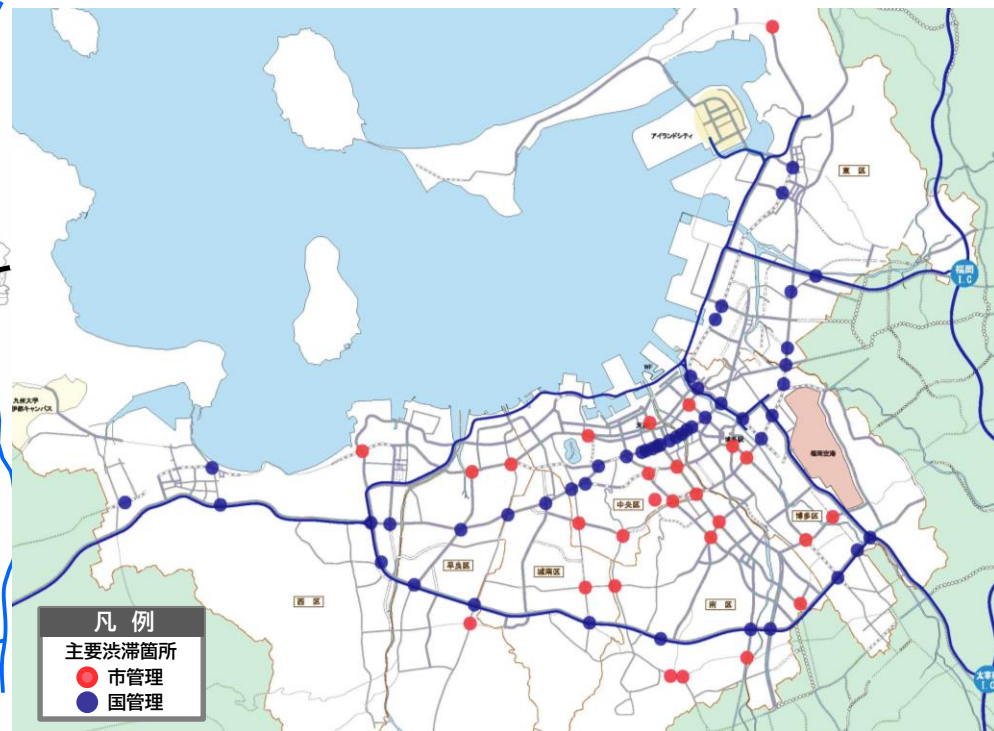 アイランドシティ
東 区
福岡
I.C
九州大学
伊都キャンパス
福岡空港
中央区
博多区
早良区
城南区
西 区
南 区
凡 例
主要渋滞箇所
市管理
国管理
I.C